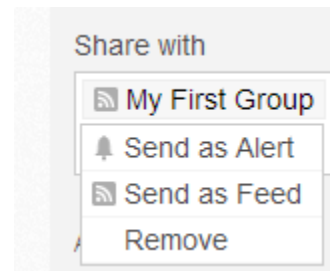 Share with
My First Group
Send as Alert
Send as Feed
Remove